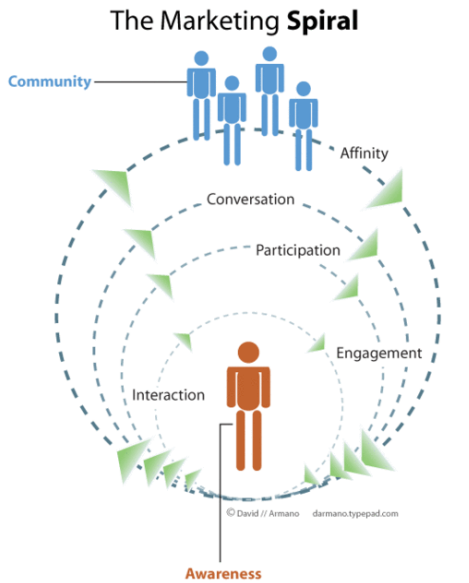 The Marketing Spiral
Community
Affinity
Conversation
Participation
Engagement
Interaction
© David // Armano darmano.typepad.com
Awareness